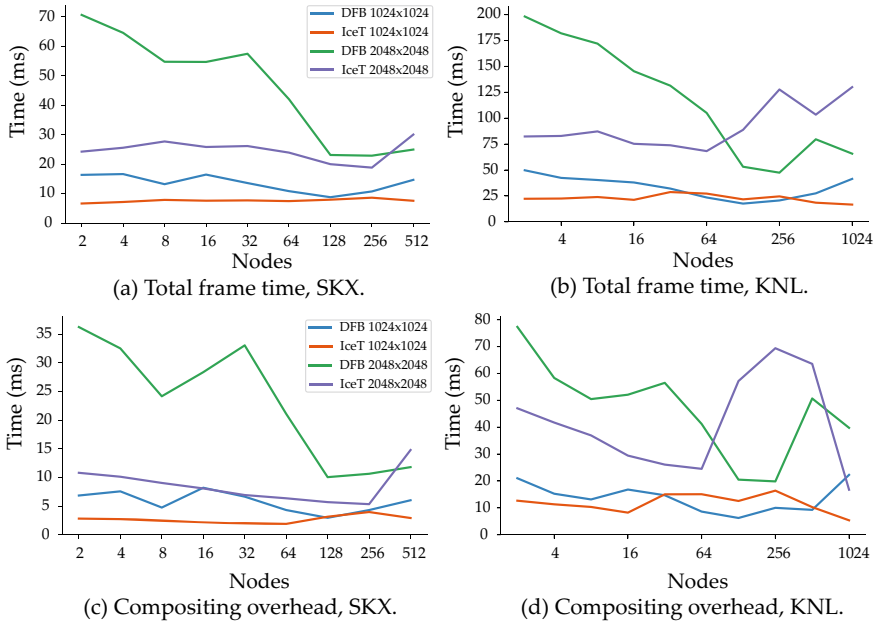 Time (ms)
70
60
50
40
30
20
10
0
DFB 1024x1024
IceT 1024x1024
DFB 2048x2048
IceT 2048x2048
2 4 8 16 32 64 128 256 512
Nodes
(a) Total frame time, SKX.
Time (ms)
200
175
150
125
100
75
50
25
0
4 16 64 256 1024
Nodes
(b) Total frame time, KNL.
Time (ms)
35
30
25
20
15
10
5
0
DFB 1024x1024
IceT 1024x1024
DFB 2048x2048
IceT 2048x2048
2 4 8 16 32 64 128 256 512
Nodes
(c) Compositing overhead, SKX.
Time (ms)
80
70
60
50
40
30
20
10
0
4 16 64 256 1024
Nodes
(d) Compositing overhead, KNL.